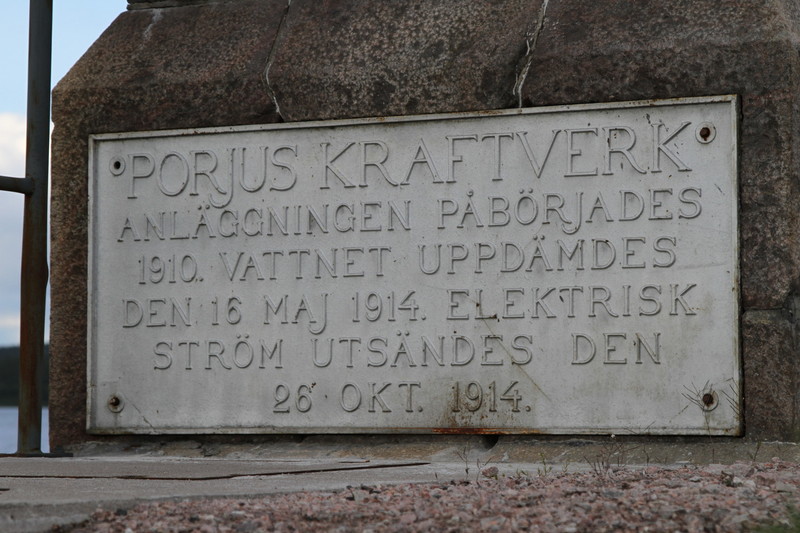 PORJUS KRAFTVERK
ANLÄGGNINGEN PÅBÖRJADES
1910. VATTNET UPPDÄMDES
DEN 16 MAJ 1914. ELEKTRISK
STRÖM UTSÄNDES DEN
26 OKT. 1914.